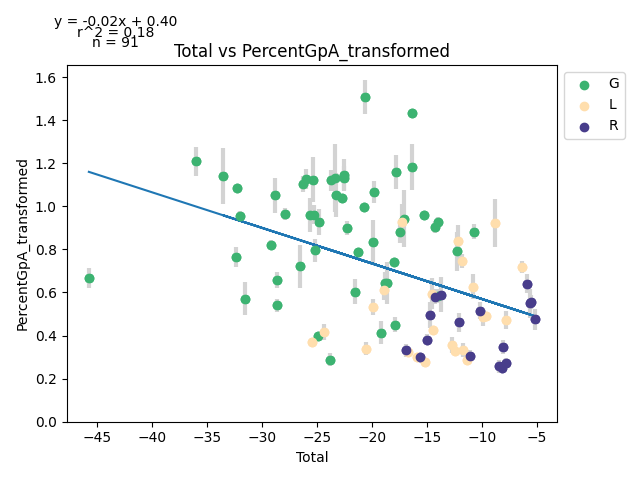 y = -0.02x + 0.40
r^2 = 0.18
n = 91
Total vs PercentGpA_transformed
G
L
R
PercentGpA_transformed
1.6
1.4
1.2
1.0
0.8
0.6
0.4
0.2
0.0
−45 −40 −35 −30 −25 −20 −15 −10 −5
Total